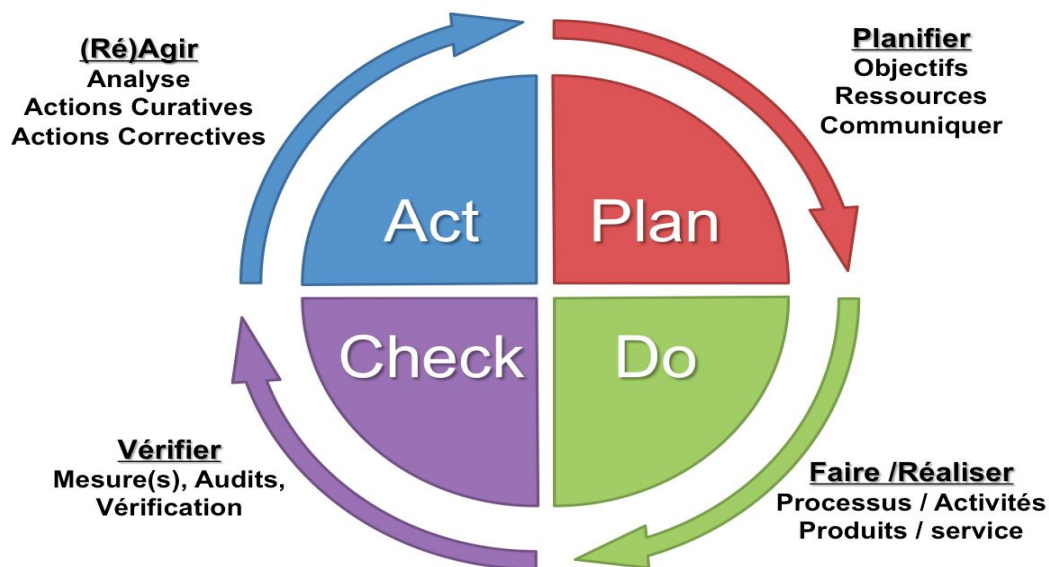 (Ré)Agir
Analyse
Actions Curatives
Actions Correctives
Planifier
Objectifs
Ressources
Communiquer
Act
Plan
Check
Do
Vérifier
Mesure(s), Audits,
Vérification
Faire /Réaliser
Processus / Activités
Produits / service